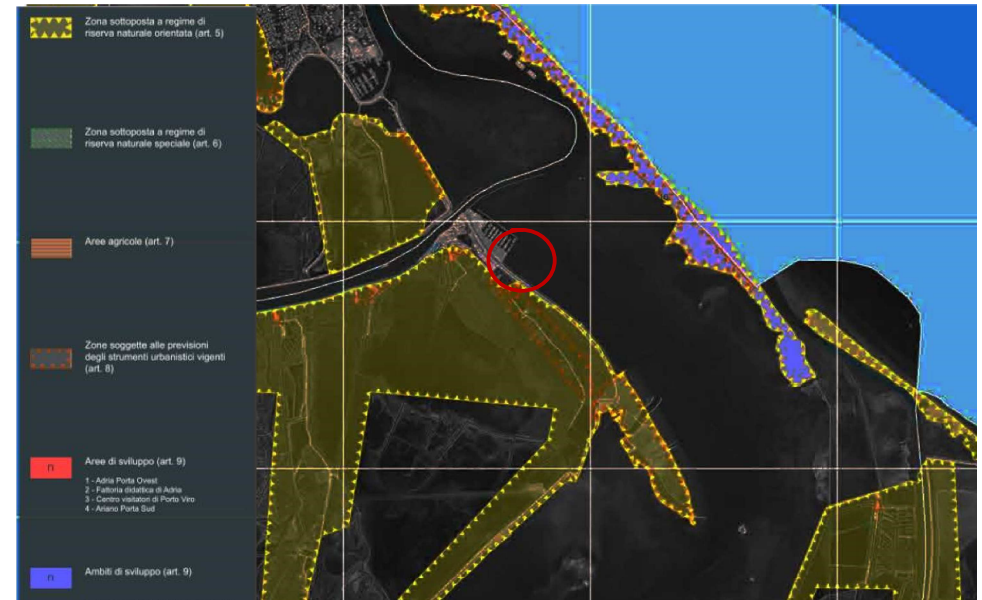 Zona sottoposta a regime di
riserva naturale orientata (art. 5)
Zona sottoposta a regime di
riserva naturale speciale (art. 6)
Aree agricole (art. 7)
Zone soggette alle previsioni
degli strumenti urbanistici vigenti
(art. 8)
n
Aree di sviluppo (art. 9)
1 - Adria Porta Ovest
2 - Fattoria didattica di Adria
3 - Centro visitatori di Porto Viro
4 - Ariano Porta Sud
n
Ambiti di sviluppo (art. 9)